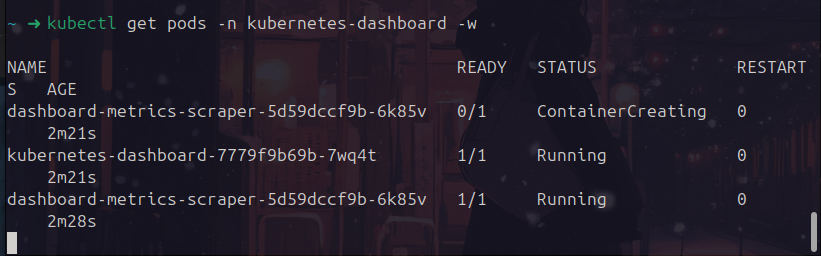 ~ ➜ kubectl get pods -n kubernetes-dashboard -w
NAME READY STATUS RESTART
S AGE
dashboard-metrics-scraper-5d59dccf9b-6k85v 0/1 ContainerCreating 0
2m21s
kubernetes-dashboard-7779f9b69b-7wq4t 1/1 Running 0
2m21s
dashboard-metrics-scraper-5d59dccf9b-6k85v 1/1 Running 0
2m28s